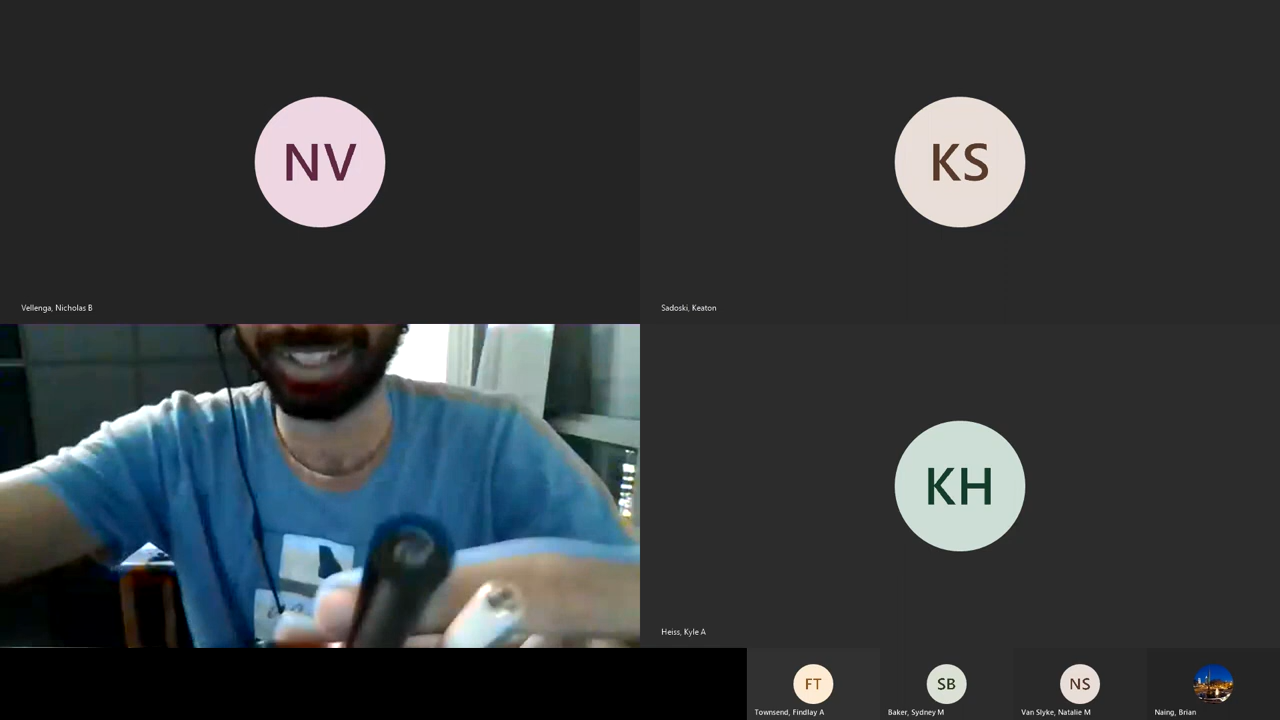 NV
Vellenga, Nicholas B
KS
Sadoski, Keaton
KH
Heiss, Kyle A
FT
Townsend, Findlay A
SB
Baker, Sydney M
NS
Van Slyke, Natalie M
Naing, Brian